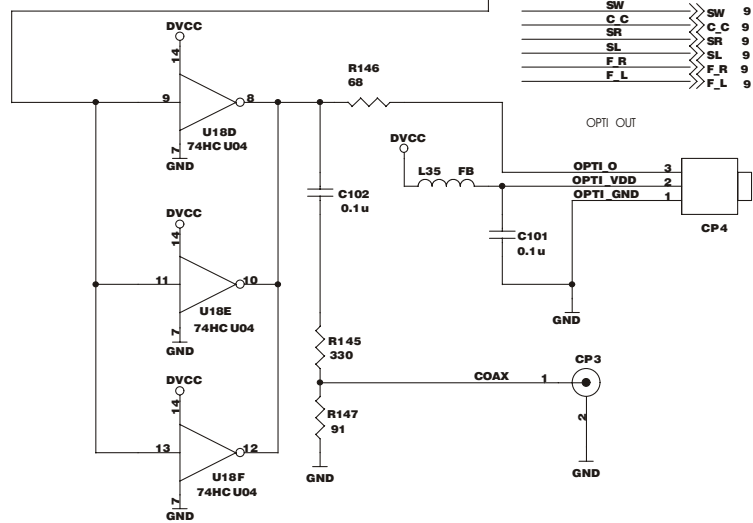 SW SW 9
C_C C_C 9
SR SR 9
SL SL 9
F_R F_R 9
F_L F_L 9
DVCC
14
9 8
U18D
74HC U04
7
GND
R146
68
OPTI OUT
DVCC
L35 FB
OPTI_O 3
OPTI_VDD 2
OPTI_GND 1
CP4
C102
0.1u
C101
0.1u
GND
DVCC
14
11 10
U18E
74HC U04
7
GND
R145
330
COAX 1
CP3
2
GND
R147
91
GND
DVCC
14
13 12
U18F
74HC U04
7
GND